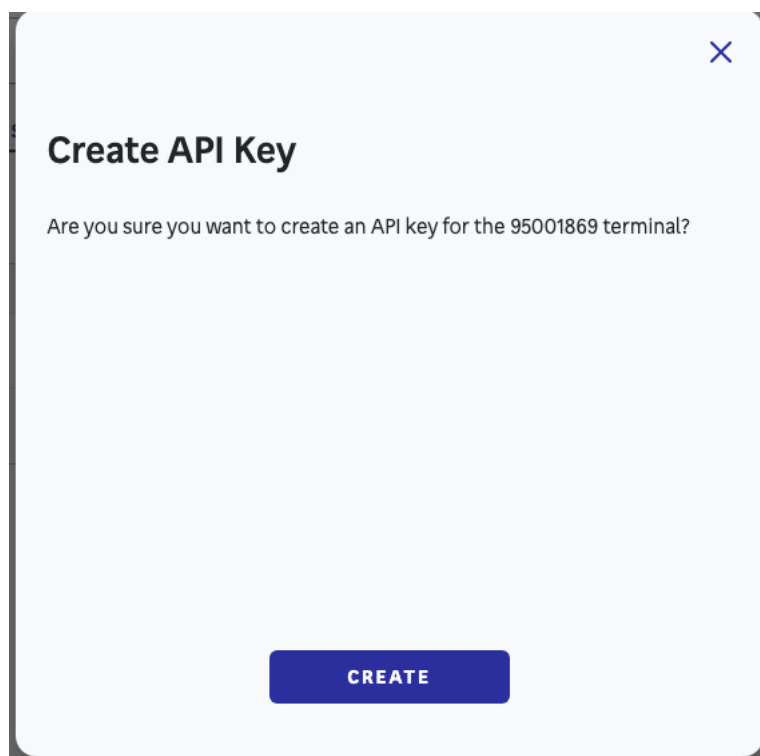 Create API Key
Are you sure you want to create an API key for the 95001869 terminal?
CREATE